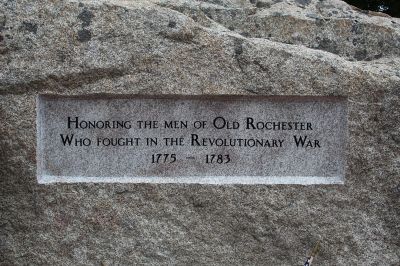 Honoring the men of Old Rochester
Who fought in the Revolutionary War
1775 – 1783